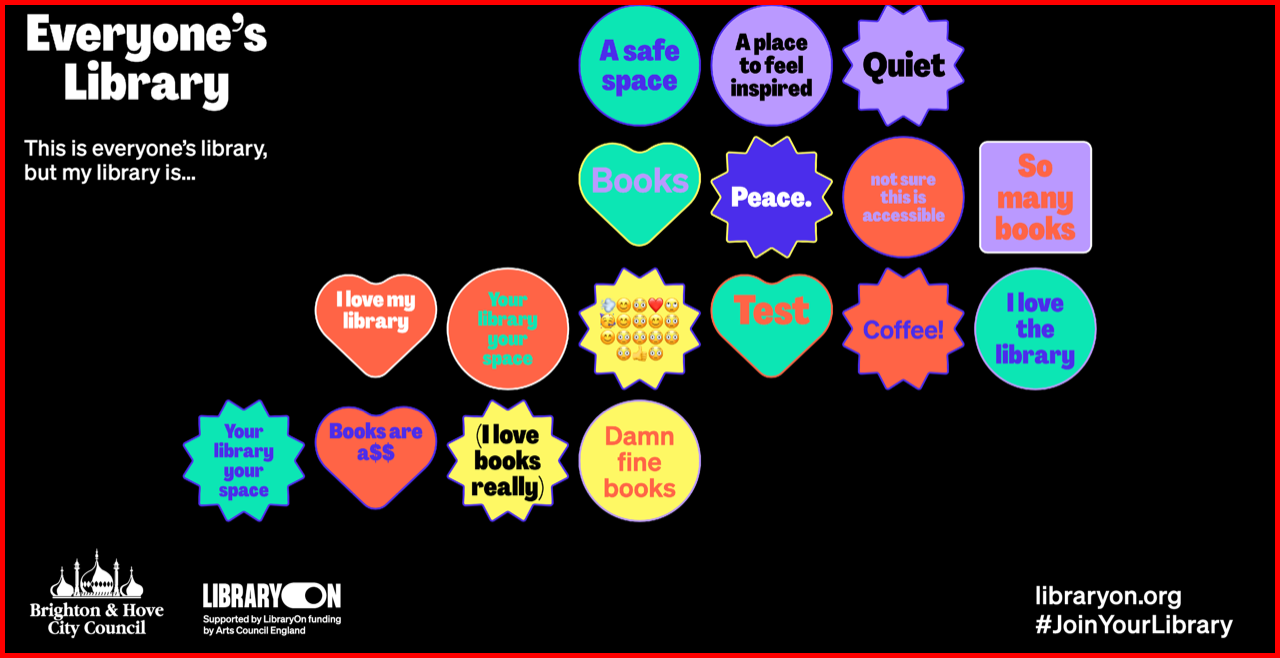 Everyone's
Library
This is everyone's library,
but my library is...
A safe
space
A place
to feel
inspired
Quiet
Books
Peace.
not sure
this is
accessible
So
many
books
I love my
library
Your
library
your
space
Test
Coffee!
I love
the
library
Your
library
your
space
Books are
a$$
(I love
books
really)
Damn
fine
books
Brighton & Hove
City Council
LIBRARYON
Supported by LibraryOn funding
by Arts Council England
libraryon.org
#JoinYourLibrary